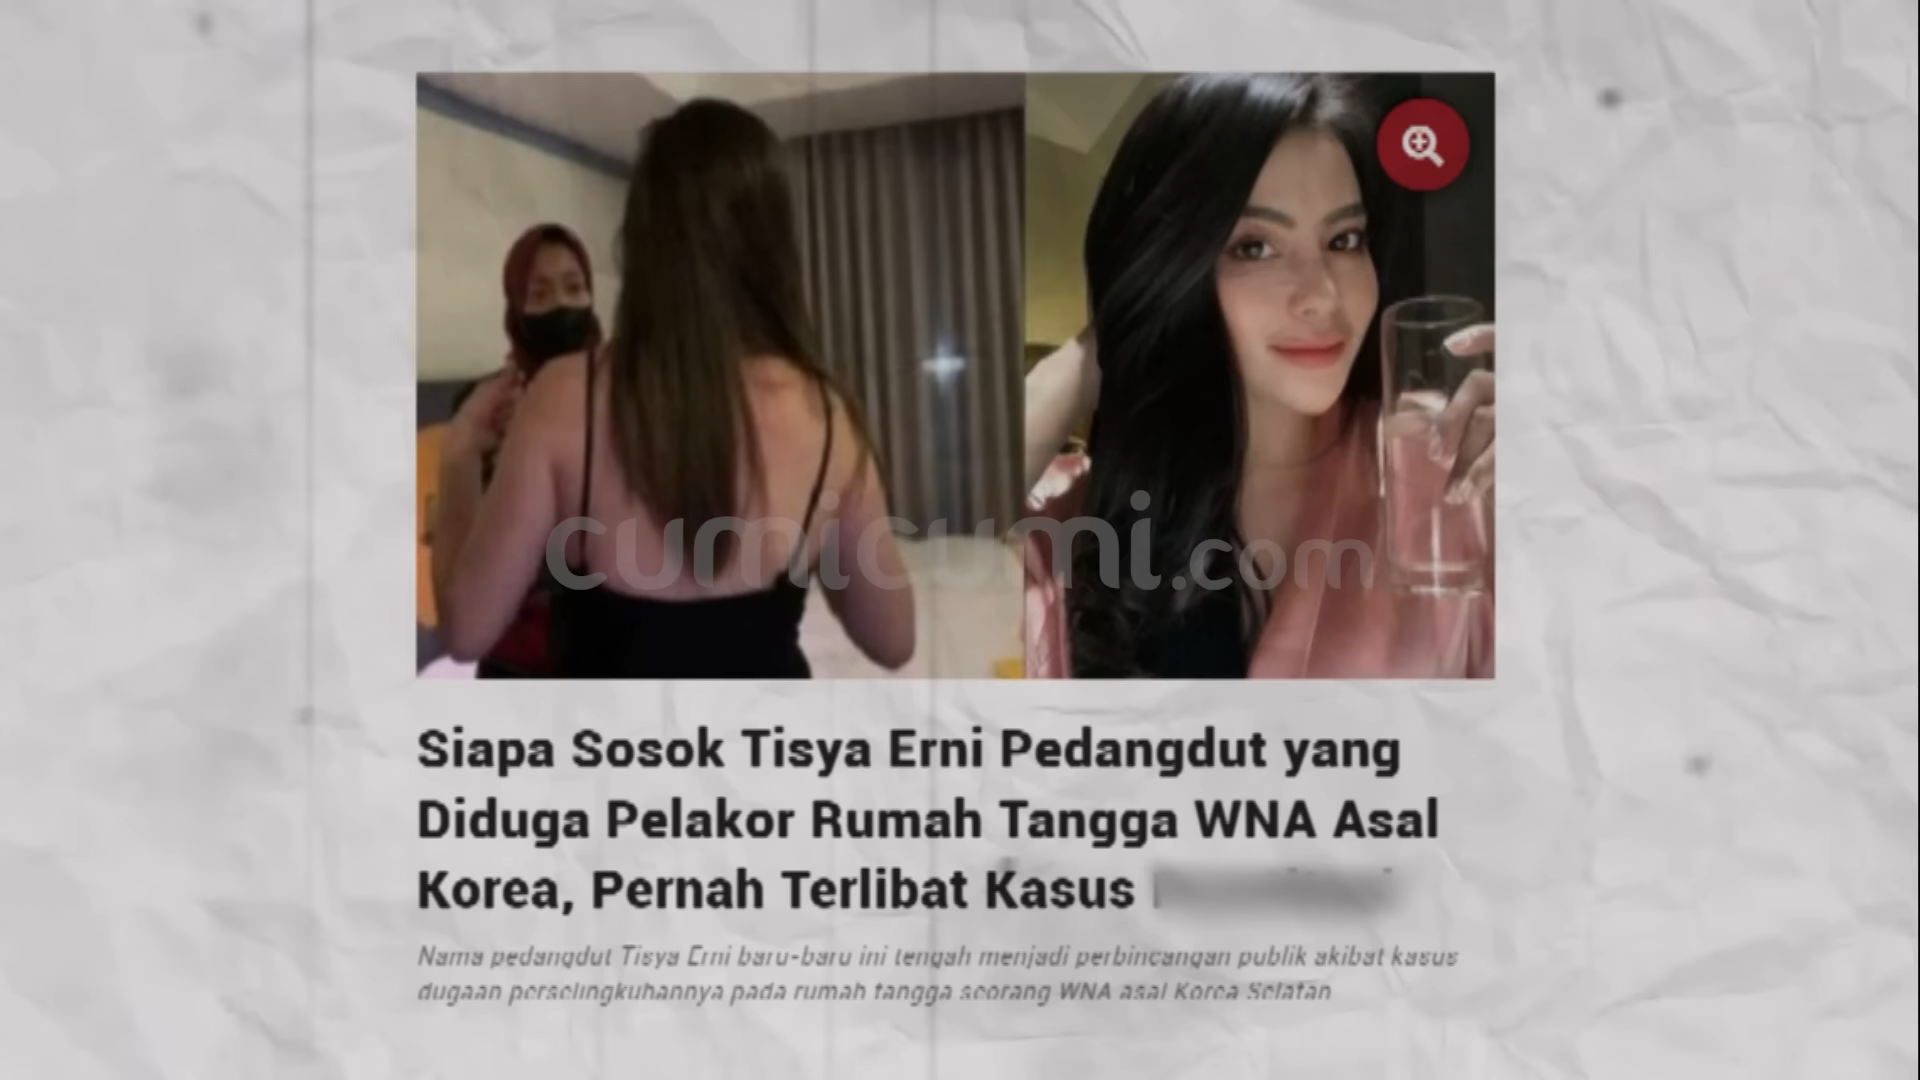 cumicumi.com
Siapa Sosok Tisya Erni Pedangdut yang
Diduga Pelakor Rumah Tangga WNA Asal
Korea, Pernah Terlibat Kasus
Nama pedangdut Tisya Erni baru-baru ini tengah menjadi perbincangan publik akibat kasus
dugaan perselingkuhannya pada rumah tangga seorang WNA asal Korea Selatan